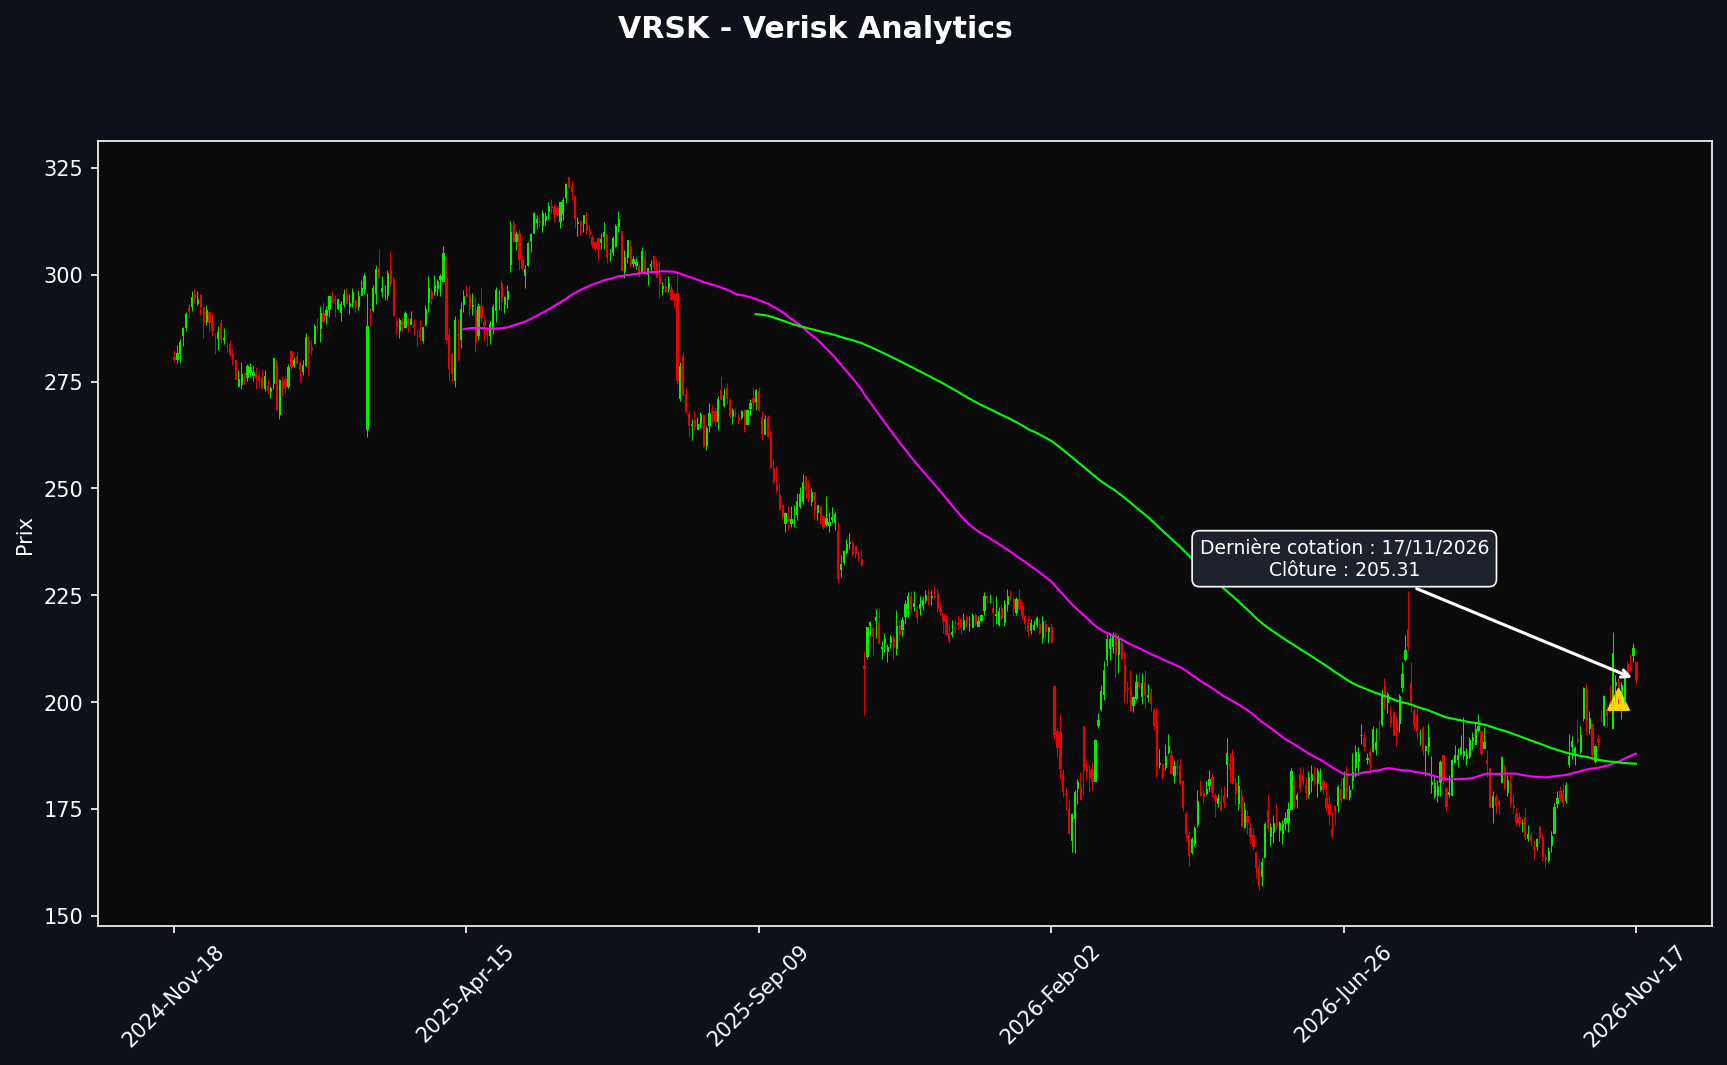 VRSK - Verisk Analytics
325
300
275
250
225
200
175
150
Prix
Dernière cotation : 17/11/2026
Clôture : 205.31
2024-Nov-18
2025-Apr-15
2025-Sep-09
2026-Feb-02
2026-Jun-26
2026-Nov-17